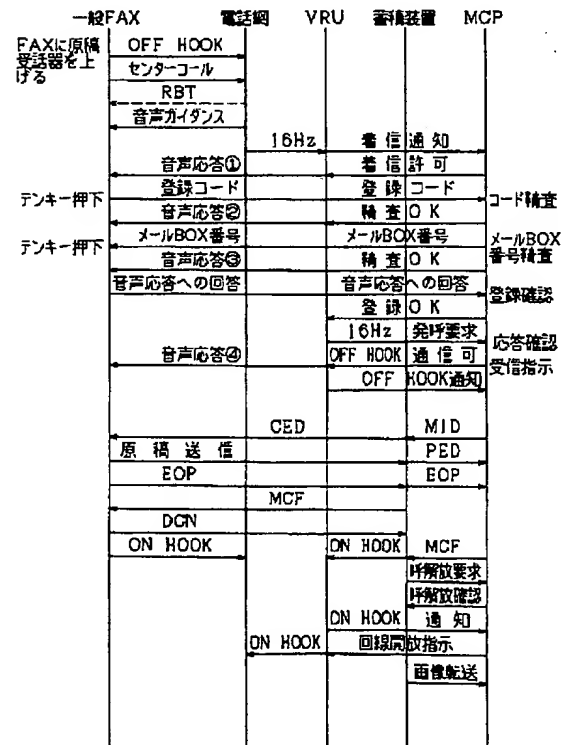 一般FAX 電話網 VRU 蓄積装置 MCP
FAXに原稿
受話器を上
げる
OFF HOOK
センターコール
RBT
音声ガイダンス
16Hz 着信通知
音声応答① 着信許可
テンキー押下 登録コード 登録コード コード精査
音声応答② 精査OK
テンキー押下 メールBOX番号 メールBOX番号 メールBOX
番号精査
音声応答③ 精査OK
音声応答への回答 音声応答への回答 登録確認
登録OK
16Hz 発呼要求 応答確認
音声応答④ OFF HOOK 通信可 受信指示
OFF HOOK通知
CED MID
原稿送信 PED
EOP EOP
MCF
DCN
ON HOOK ON HOOK MCF
呼解放要求
呼解放確認
ON HOOK 通知
ON HOOK 回線開放指示
画像転送